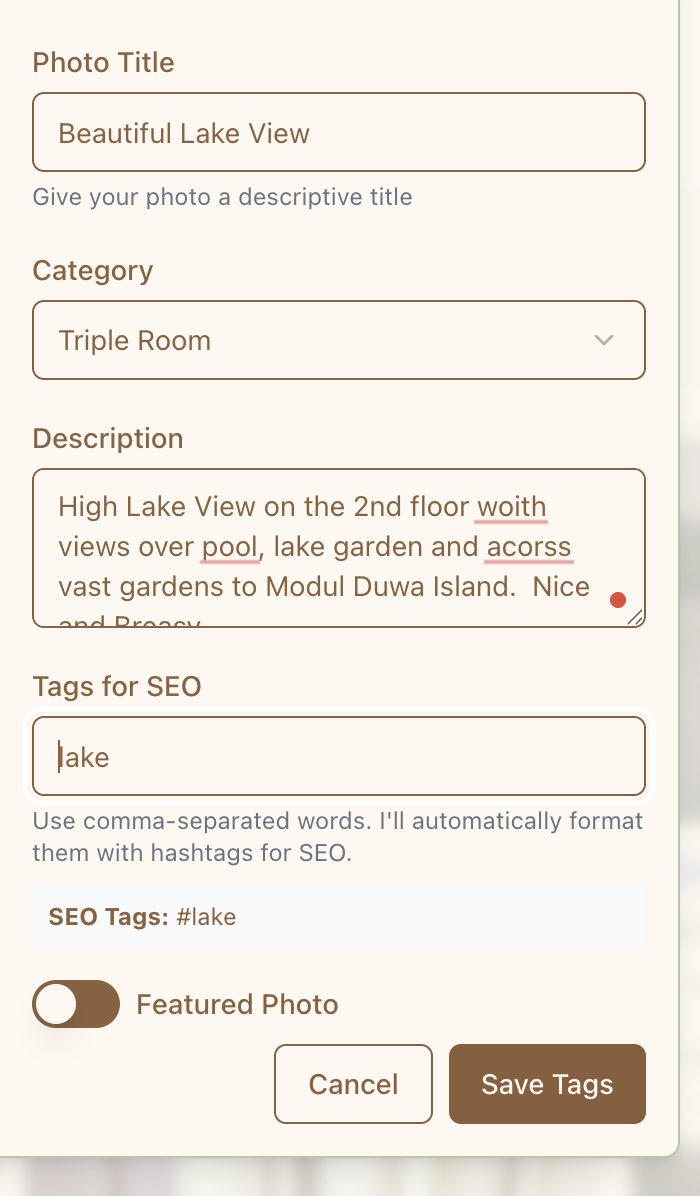 Photo Title
Beautiful Lake View
Give your photo a descriptive title
Category
Triple Room
Description
High Lake View on the 2nd floor woith
views over pool, lake garden and acorss
vast gardens to Modul Duwa Island.  Nice
and Breasy
Tags for SEO
lake
Use comma-separated words. I'll automatically format
them with hashtags for SEO.
SEO Tags: #lake
Featured Photo
Cancel
Save Tags